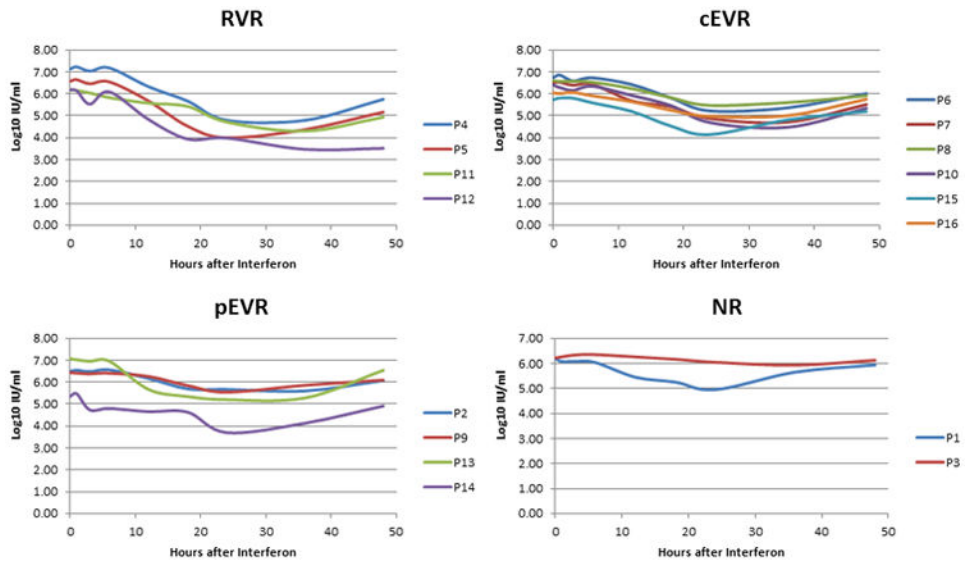 RVR
Log10 IU/ml
8.00
7.00
6.00
5.00
4.00
3.00
2.00
1.00
0.00
0 10 20 30 40 50
Hours after Interferon
P4
P5
P11
P12
cEVR
Log10 IU/ml
8.00
7.00
6.00
5.00
4.00
3.00
2.00
1.00
0.00
0 10 20 30 40 50
Hours after Interferon
P6
P7
P8
P10
P15
P16
pEVR
Log10 IU/ml
8.00
7.00
6.00
5.00
4.00
3.00
2.00
1.00
0.00
0 10 20 30 40 50
Hours after Interferon
P2
P9
P13
P14
NR
Log10 IU/ml
7.00
6.00
5.00
4.00
3.00
2.00
1.00
0.00
0 10 20 30 40 50
Hours after Interferon
P1
P3